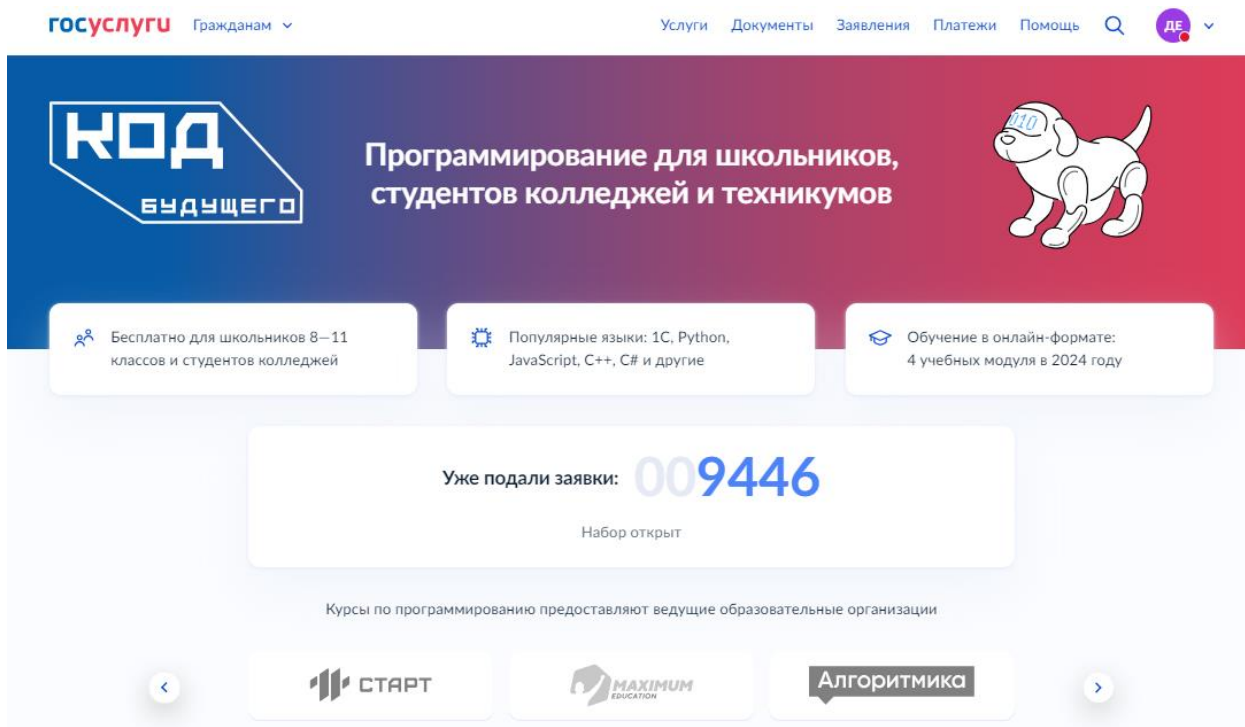 госуслуги Гражданам Услуги Документы Заявления Платежи Помощь ДЕ
КОД
БУДУЩЕГО
Программирование для школьников,
студентов колледжей и техникумов
010
Бесплатно для школьников 8—11
классов и студентов колледжей
Популярные языки: 1С, Python,
JavaScript, C++, C# и другие
Обучение в онлайн-формате:
4 учебных модуля в 2024 году
Уже подали заявки: 009446
Набор открыт
Курсы по программированию предоставляют ведущие образовательные организации
СТАРТ
MAXIMUM
EDUCATION
Алгоритмика